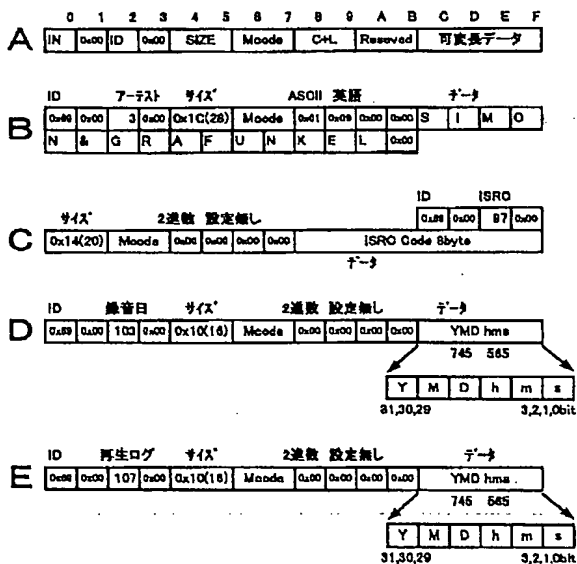 0 1 2 3 4 5 6 7 8 9 A B C D E F
A IN 0x00 ID 0x00 SIZE Mcode C+L Reseved 可変長データ
ID アーテスト サイズ ASCII 英語 データ
B 0x69 0x00 3 0x00 0x1C(28) Mcode 0x01 0x09 0x00 0x00 S I M O
N & G R A F U N K E L 0x00
ID ISRC
0x69 0x00 97 0x00
サイズ 2進数 設定無し
C 0x14(20) Mcode 0x00 0x00 0x00 0x00 ISRC Code 8byte
データ
ID 録音日 サイズ 2進数 設定無し データ
D 0x69 0x00 103 0x00 0x10(16) Mcode 0x00 0x00 0x00 0x00 YMD hms
745 565
Y M D h m s
31,30,29 3,2,1,0bit
ID 再生ログ サイズ 2進数 設定無し データ
E 0x69 0x00 107 0x00 0x10(16) Mcode 0x00 0x00 0x00 0x00 YMD hms
745 565
Y M D h m s
31,30,29 3,2,1,0bit